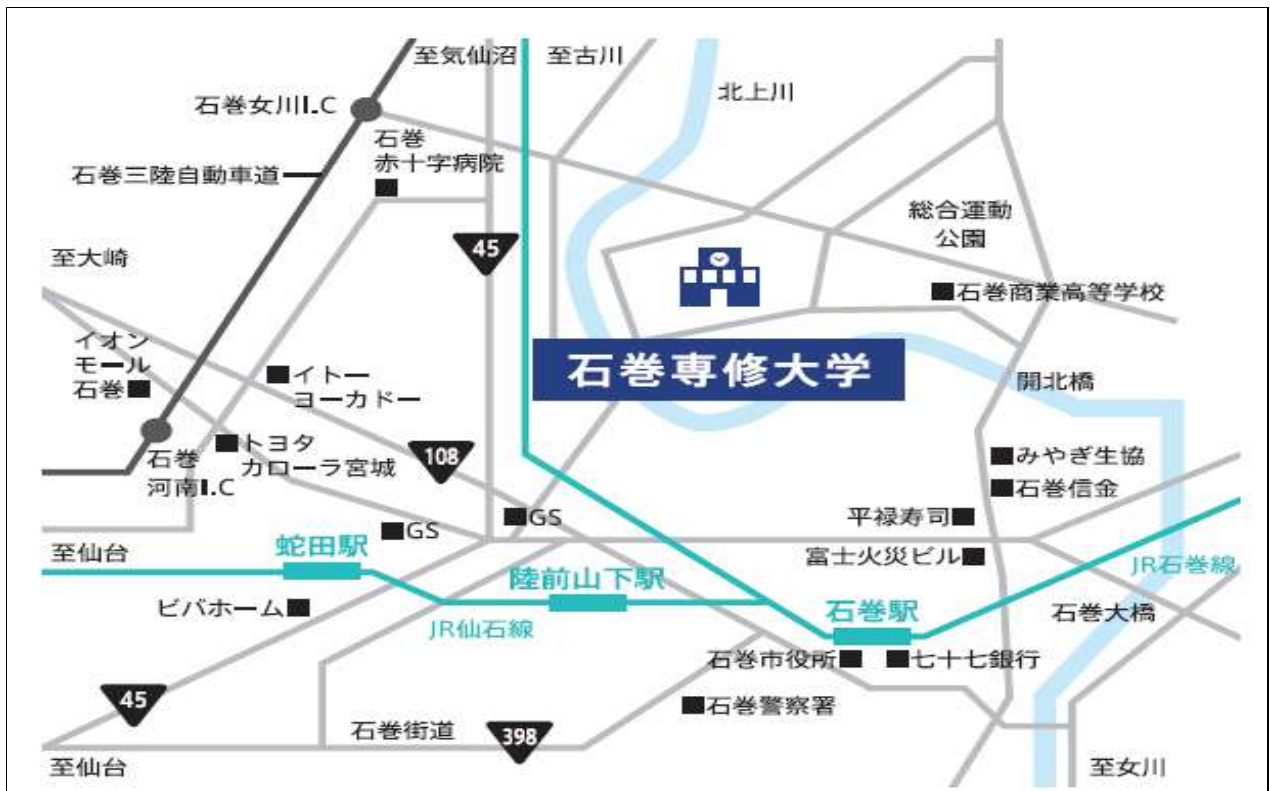 至気仙沼
至古川
北上川
石巻女川I.C
石巻
赤十字病院
石巻三陸自動車道
総合運動
公園
45
至大崎
石巻商業高等学校
イオン
モール
石巻
イトー
ヨーカドー
石巻専修大学
開北橋
トヨタ
カローラ宮城
108
石巻
河南I.C
みやぎ生協
石巻信金
GS
GS
平禄寿司
至仙台
蛇田駅
富士火災ビル
陸前山下駅
JR石巻線
ビバホーム
石巻駅
石巻大橋
JR仙石線
石巻市役所
七十七銀行
45
石巻警察署
石巻街道
398
至仙台
至女川